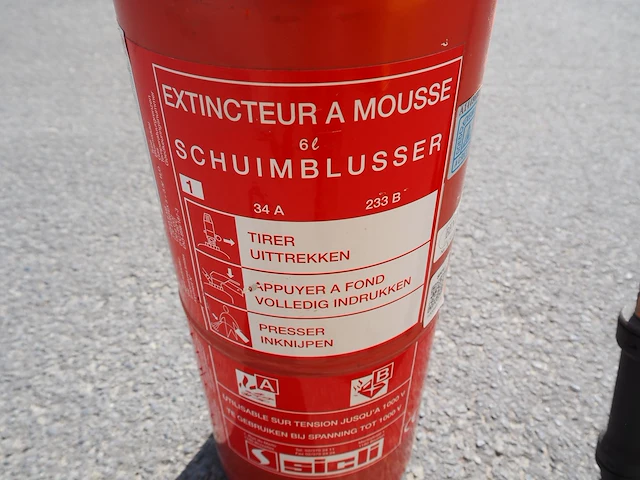 EXTINCTEUR A MOUSSE
6ℓ
SCHUIMBLUSSER
1
34 A 233 B
TIRER
UITTREKKEN
APPUYER A FOND
VOLLEDIG INDRUKKEN
PRESSER
INKNIJPEN
A B
UTILISABLE SUR TENSION JUSQU'A 1000 V
TE GEBRUIKEN BIJ SPANNING TOT 1000 V
S sicli